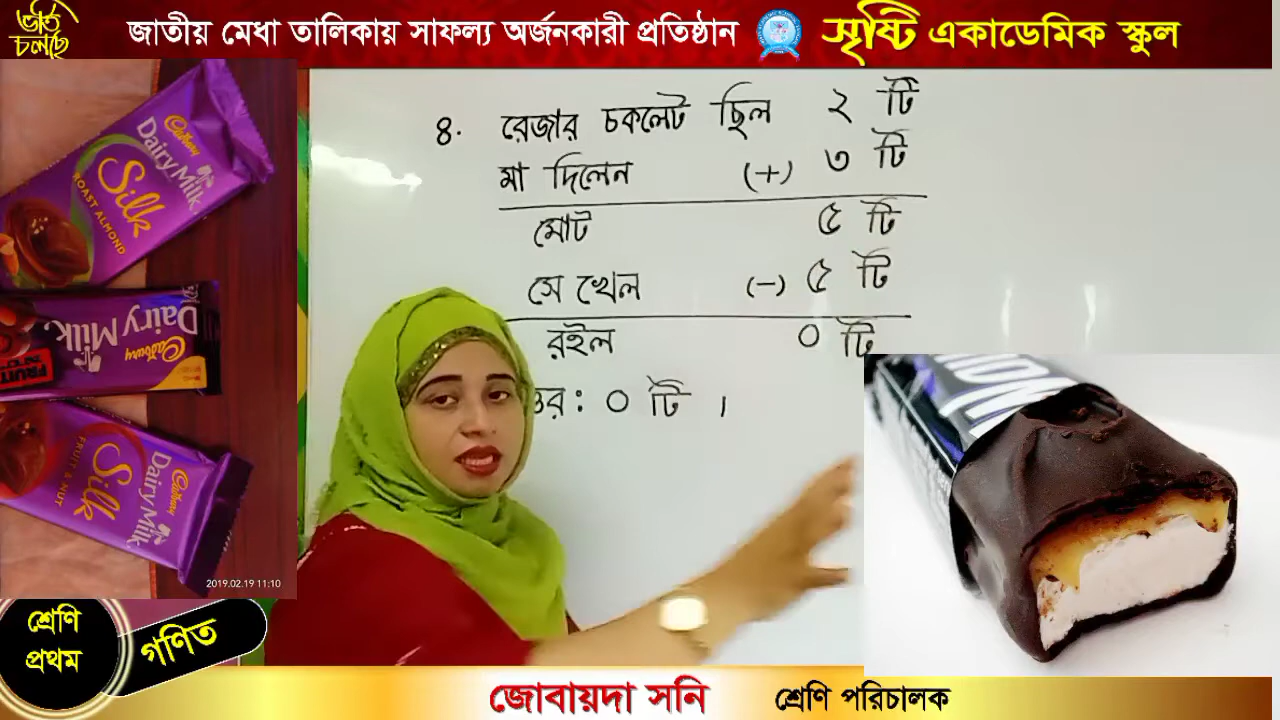 ভর্তি চলছে
জাতীয় মেধা তালিকায় সাফল্য অর্জনকারী প্রতিষ্ঠান সৃষ্টি একাডেমিক স্কুল
৪. রেজার চকলেট ছিল ২ টি
মা দিলেন (+) ৩ টি
মোট ৫ টি
সে খেল (-) ৫ টি
রইল ০ টি
ত্তর : ০ টি ।
Cadbury
Dairy Milk
Silk
ROAST ALMOND
Cadbury
Dairy Milk
FRUIT
Cadbury
Dairy Milk
Silk
FRUIT & NUT
2019.02.19 11:10
শ্রেণি
প্রথম
গণিত
জোবায়দা সনি শ্রেণি পরিচালক